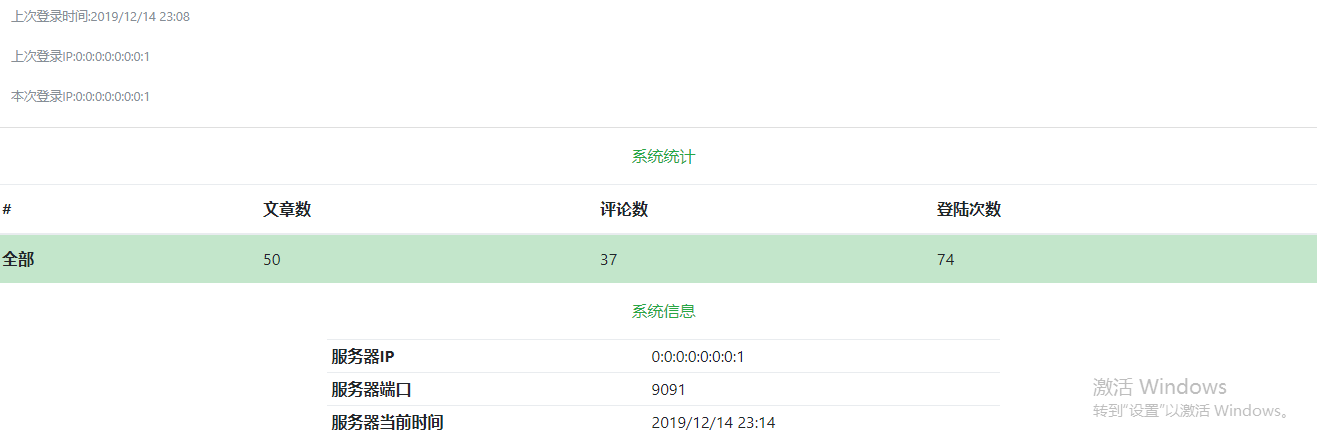 上次登录时间:2019/12/14 23:08
上次登录IP:0:0:0:0:0:0:0:1
本次登录IP:0:0:0:0:0:0:0:1
系统统计
# 文章数 评论数 登陆次数
全部 50 37 74
系统信息
服务器IP 0:0:0:0:0:0:0:1
服务器端口 9091
服务器当前时间 2019/12/14 23:14
激活 Windows
转到“设置”以激活 Windows。